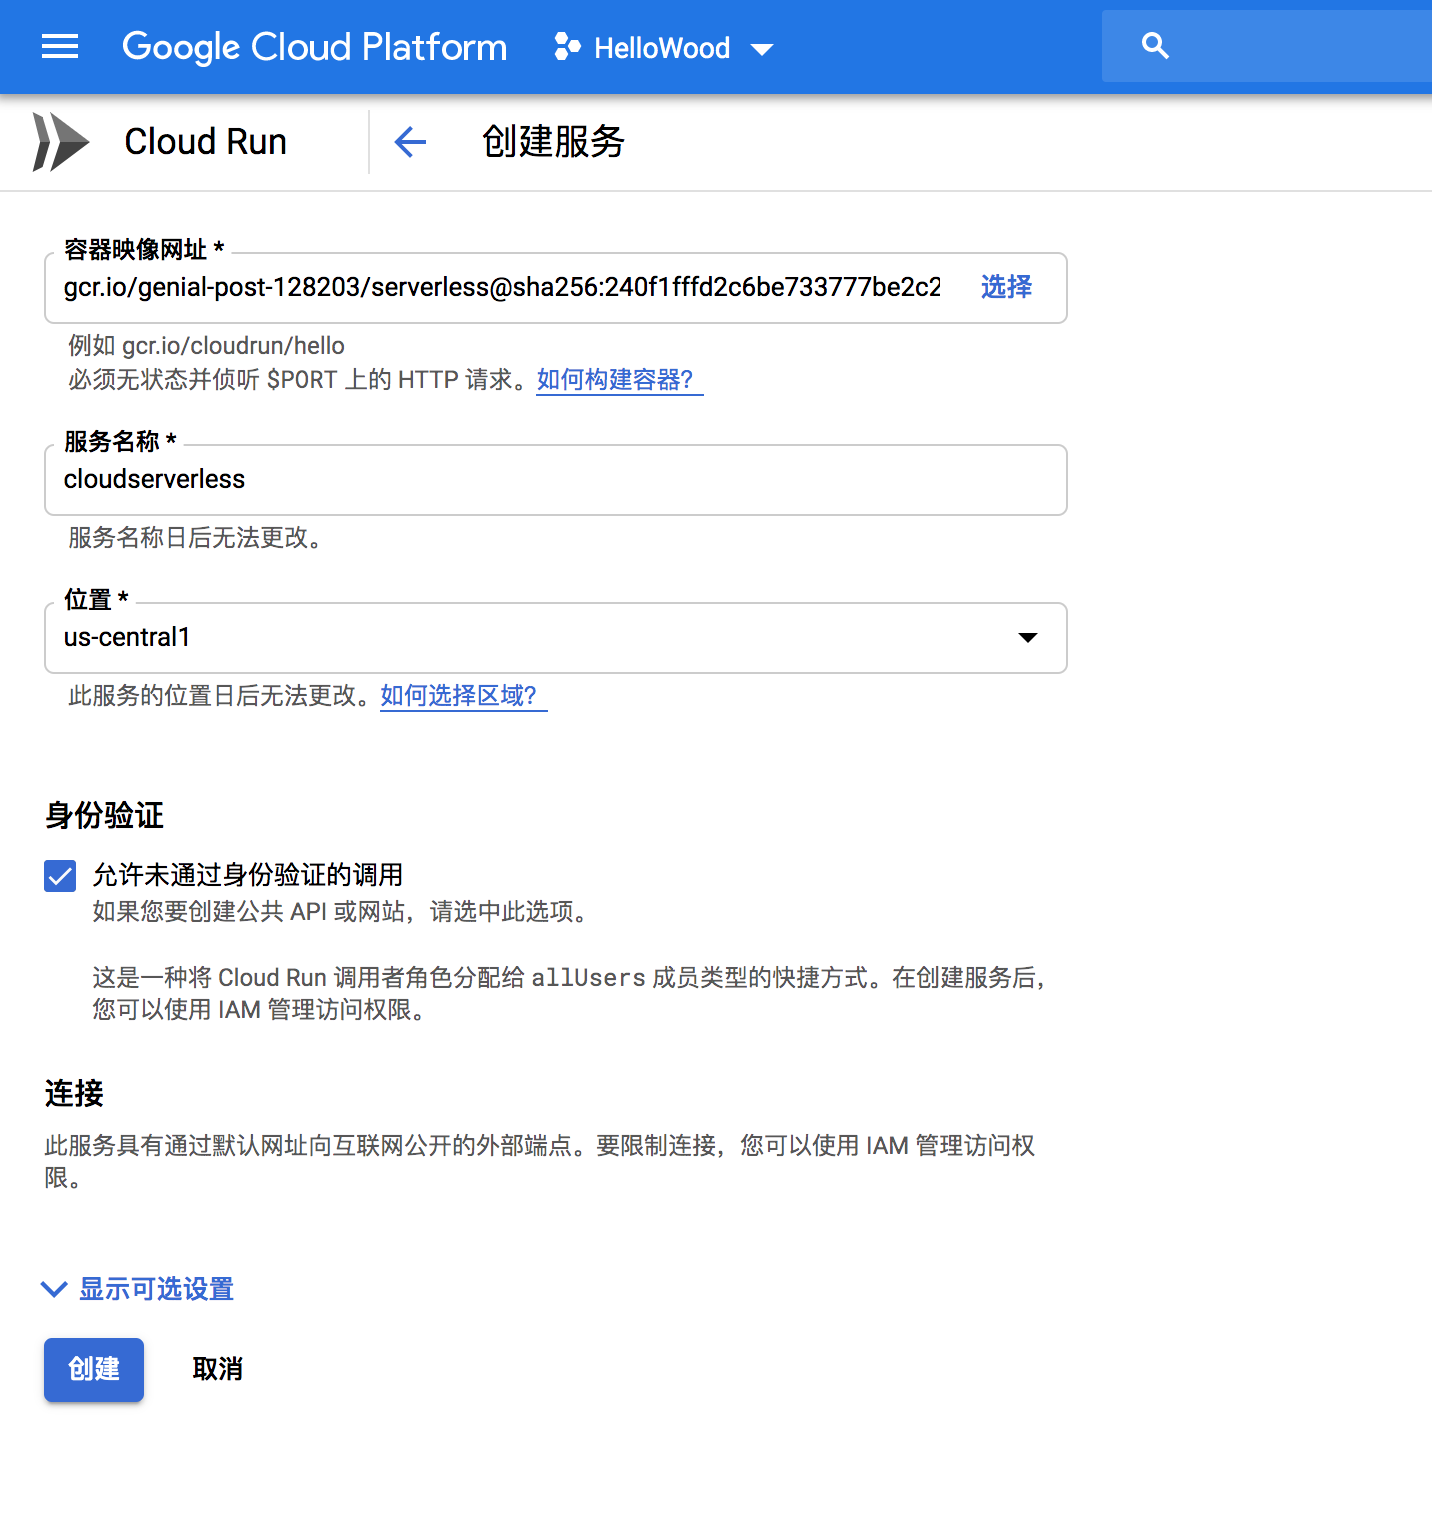 Google Cloud Platform HelloWood
Cloud Run 创建服务
容器映像网址 *
gcr.io/genial-post-128203/serverless@sha256:240f1fffd2c6be733777be2c2 选择
例如 gcr.io/cloudrun/hello
必须无状态并侦听 $PORT 上的 HTTP 请求。如何构建容器?
服务名称 *
cloudserverless
服务名称日后无法更改。
位置 *
us-central1
此服务的位置日后无法更改。如何选择区域?
身份验证
允许未通过身份验证的调用
如果您要创建公共 API 或网站，请选中此选项。
这是一种将 Cloud Run 调用者角色分配给 allUsers 成员类型的快捷方式。在创建服务后，
您可以使用 IAM 管理访问权限。
连接
此服务具有通过默认网址向互联网公开的外部端点。要限制连接，您可以使用 IAM 管理访问权
限。
显示可选设置
创建 取消